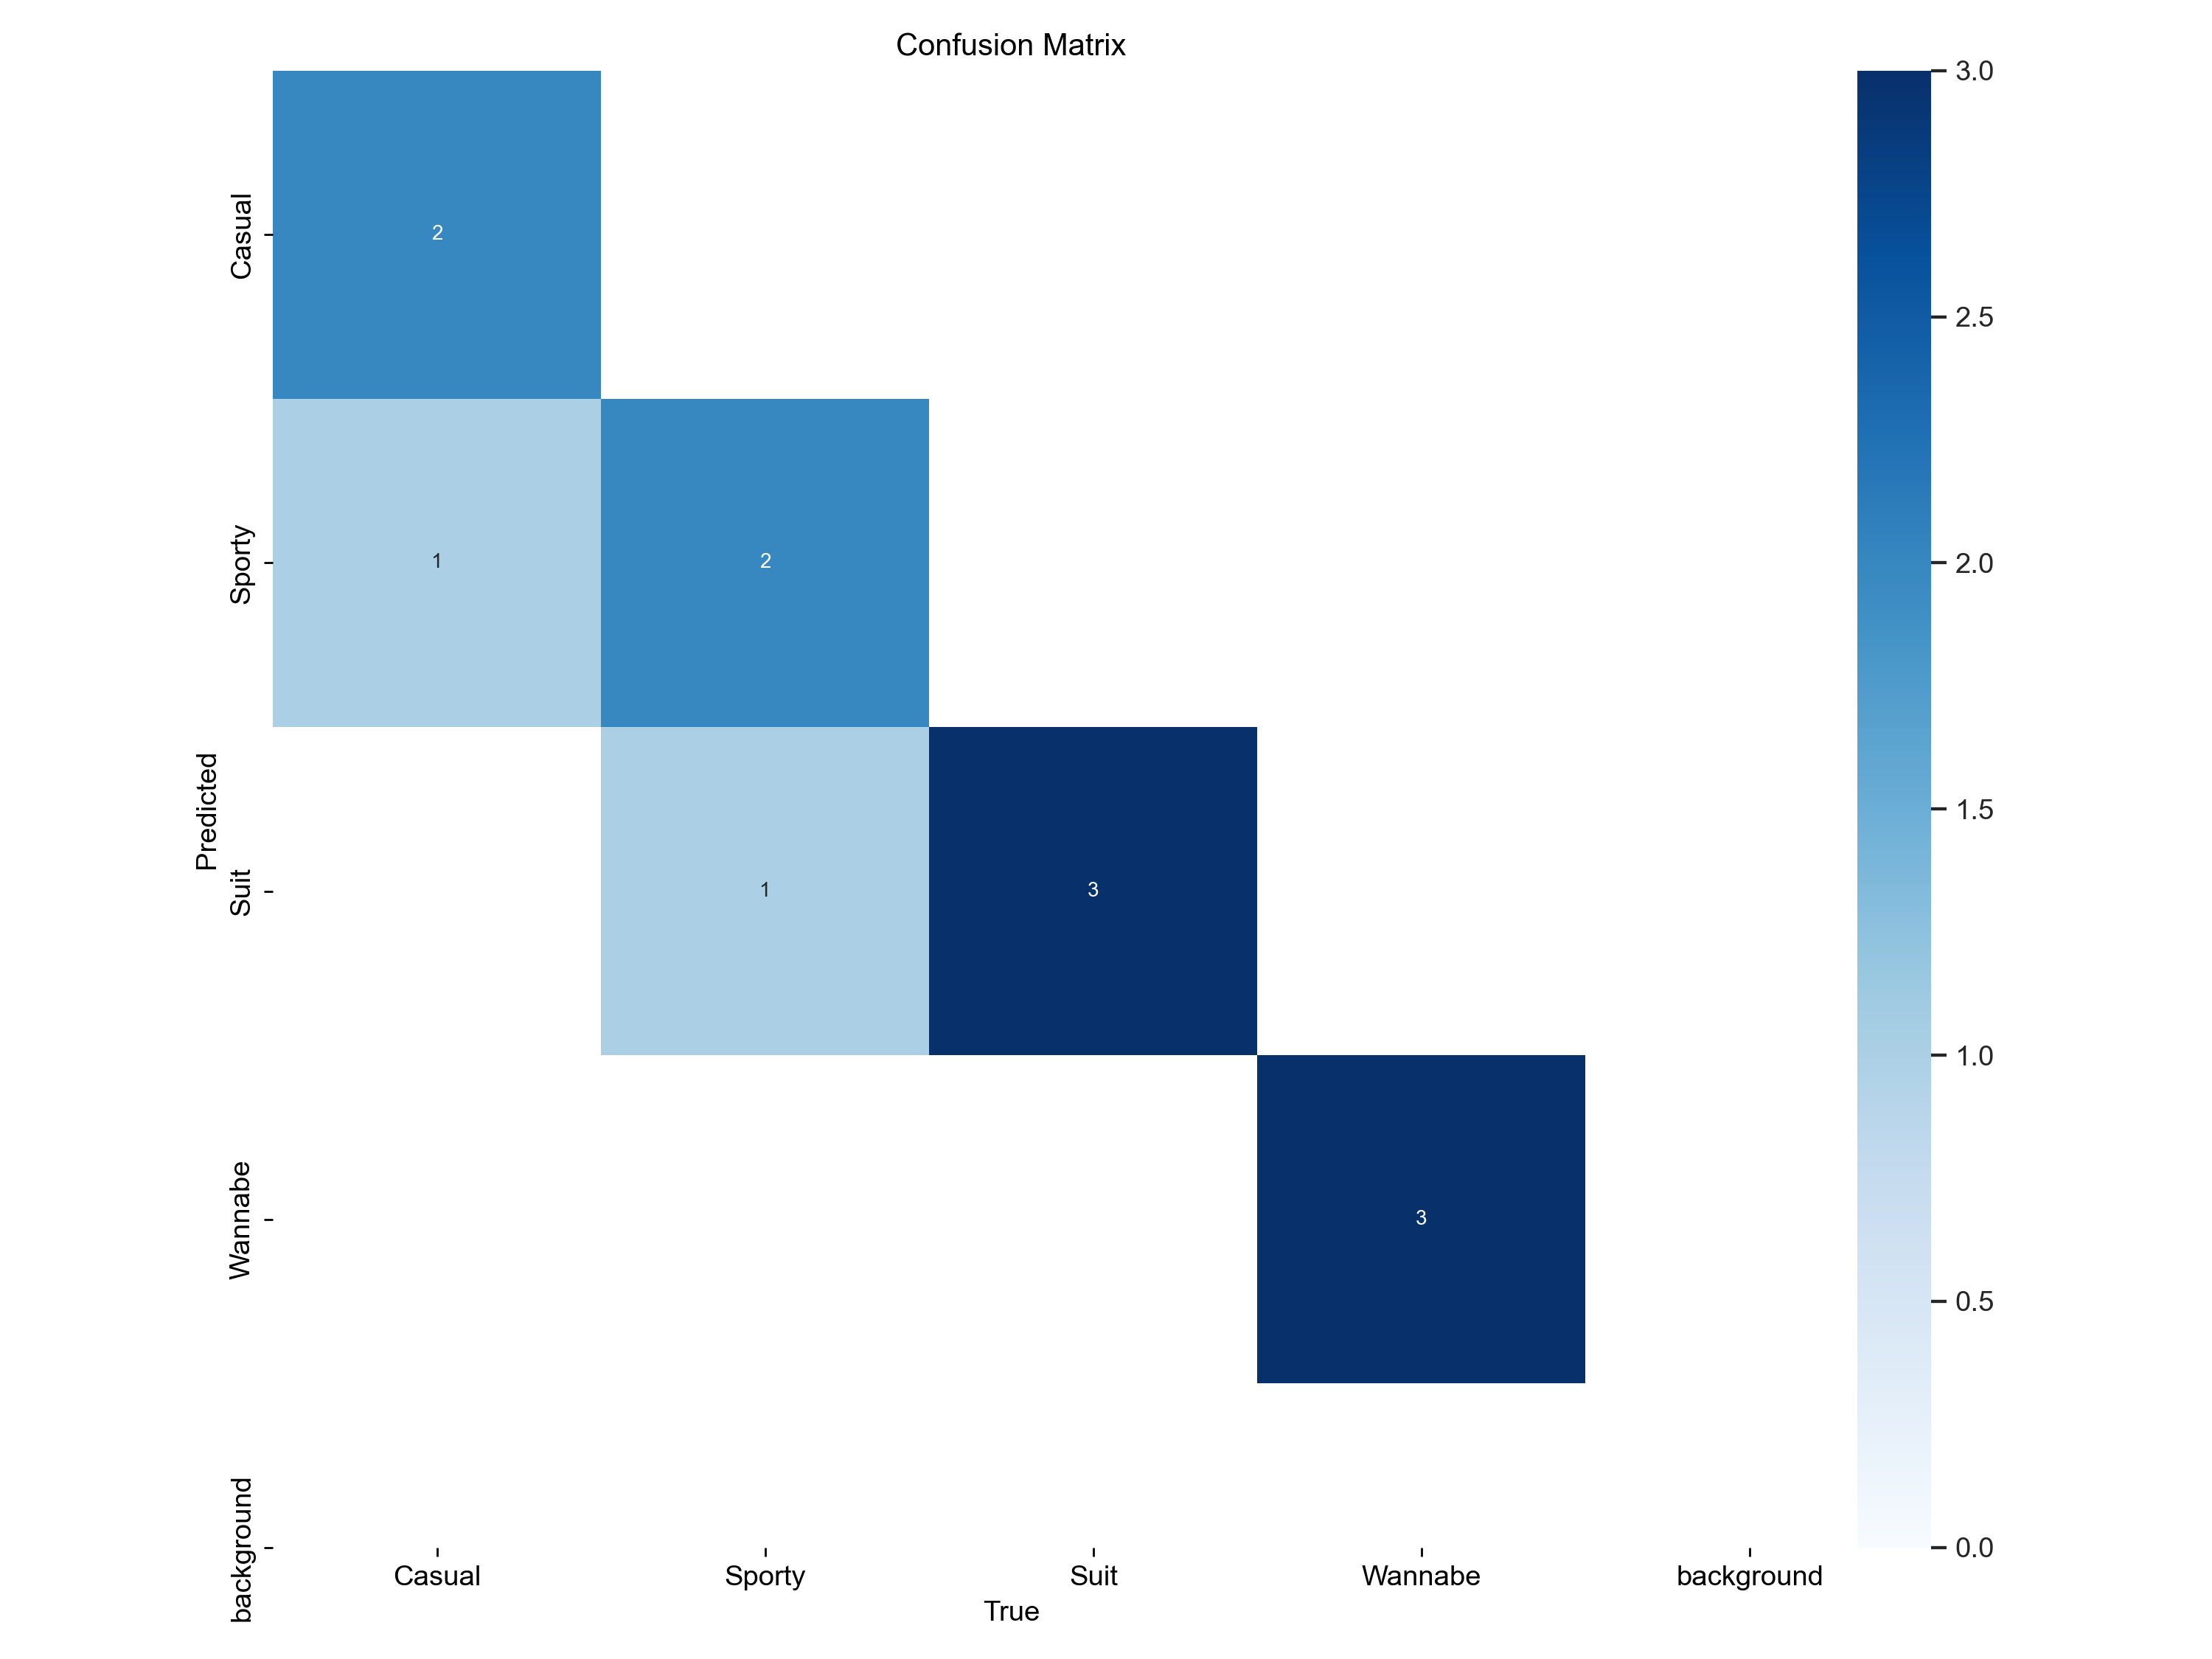 Confusion Matrix
Predicted
Casual
Sporty
Suit
Wannabe
background
2
1
2
1
3
3
Casual
Sporty
Suit
Wannabe
background
True
3.0
2.5
2.0
1.5
1.0
0.5
0.0